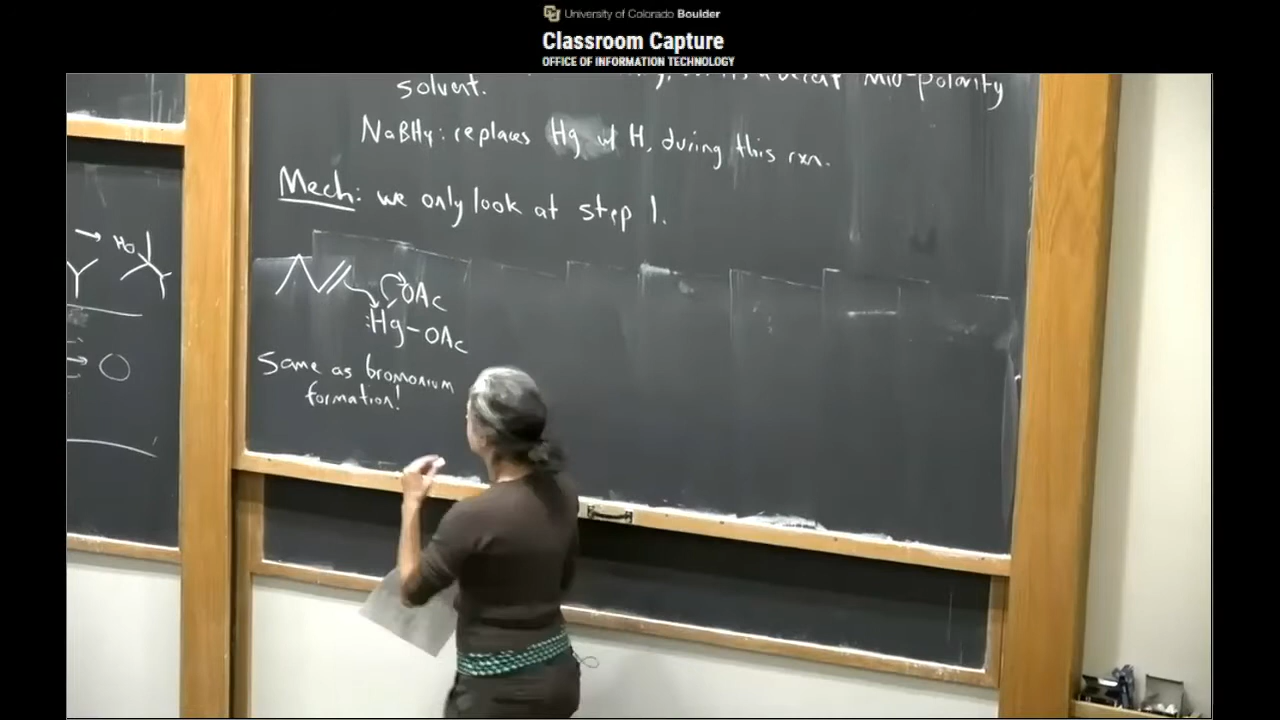 University of Colorado Boulder
Classroom Capture
OFFICE OF INFORMATION TECHNOLOGY
mid-polarity
solvent.
NaBH4: replaces Hg w/ H, during this rxn.
Mech: we only look at step 1.
HO
OAc
:Hg-OAc
Same as bromonium
formation!